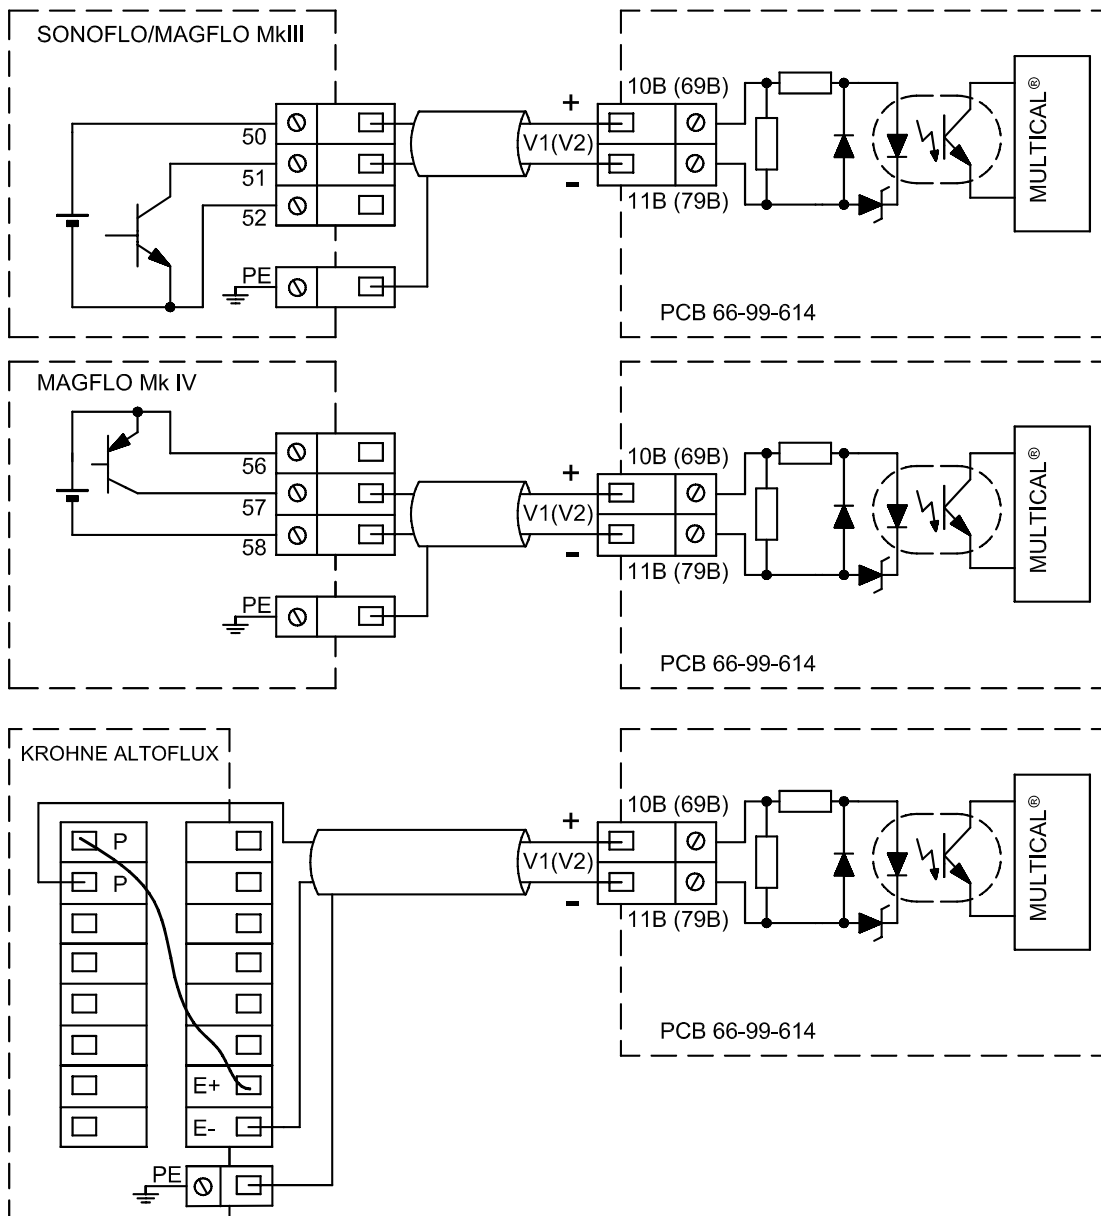 SONOFLO/MAGFLO MkIII
50
51
52
PE
+
V1(V2)
-
10B (69B)
11B (79B)
MULTICAL®
PCB 66-99-614
MAGFLO Mk IV
56
57
58
PE
+
V1(V2)
-
10B (69B)
11B (79B)
MULTICAL®
PCB 66-99-614
KROHNE ALTOFLUX
P
P
E+
E-
PE
+
V1(V2)
-
10B (69B)
11B (79B)
MULTICAL®
PCB 66-99-614